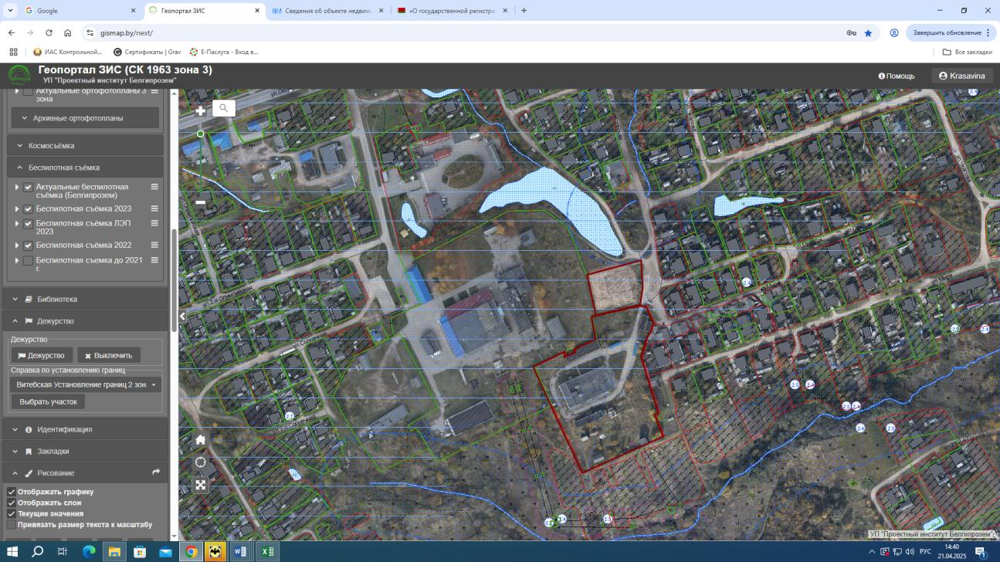 Google
Геопортал ЗИС
Сведения об объекте недвиж
«О государственной регистра
gismap.by/next/
Завершить обновление
ИАС Контрольной...
Сертификаты | Grav
Е-Паслуга - Вход в...
Все закладки
Геопортал ЗИС (СК 1963 зона 3)
УП "Проектный институт Белгипрозем"
Помощь
Krasavina
Актуальные ортофотопланы 3
зона
Архивные ортофотопланы
Космосъёмка
Беспилотная съёмка
Актуальные беспилотная
съёмка (Белгипрозем)
Беспилотная съёмка 2023
Беспилотная съёмка ЛЭП
2023
Беспилотная съёмка 2022
Беспилотная съемка до 2021
г.
Библиотека
Дежурство
Дежурство
Дежурство
Выключить
Справка по установлению границ
Витебская Установление границ 2 зон
Выбрать участок
Идентификация
Закладки
Рисование
Отображать графику
Отображать слои
Текущие значения
Привязать размер текста к масштабу
УП "Проектный институт Белгипрозем"
РУС
14:40
21.04.2025